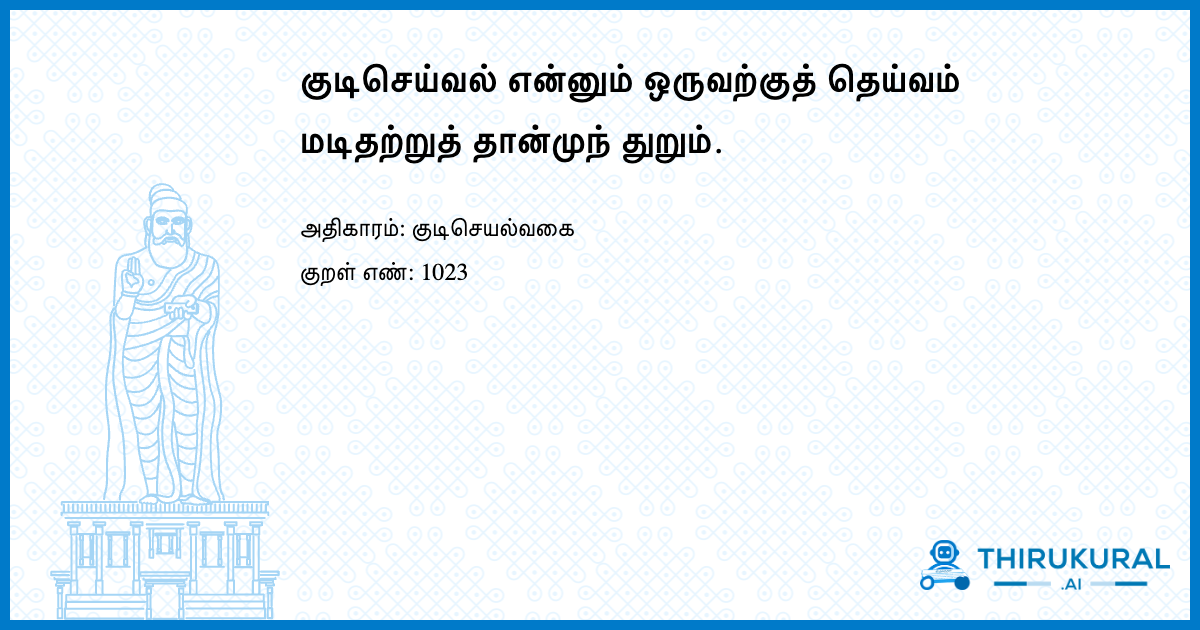 குடிசெய்வல் என்னும் ஒருவற்குத் தெய்வம்
மடிதற்றுத் தான்முந் துறும்.
அதிகாரம்: குடிசெயல்வகை
குறள் எண்: 1023
THIRUKURAL
.AI